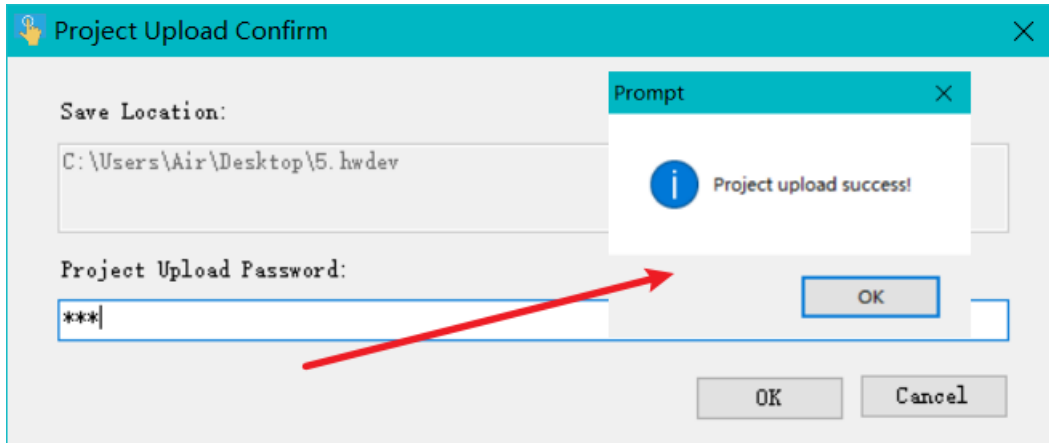 Project Upload Confirm
Save Location:
C:\Users\Air\Desktop\5.hwdev
Project Upload Password:
***
Prompt
Project upload success!
OK
OK
Cancel